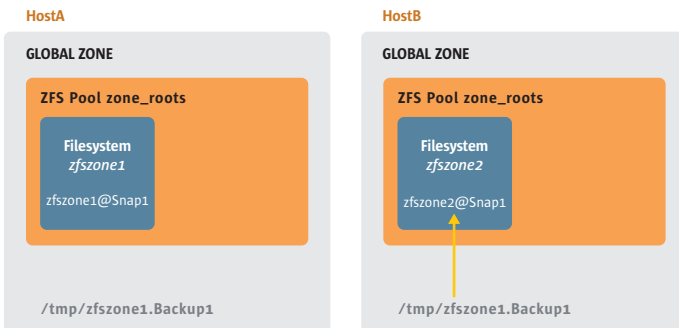 HostA
GLOBAL ZONE
ZFS Pool zone_roots
Filesystem
zfszone1
zfszone1@Snap1
/tmp/zfszone1.Backup1
HostB
GLOBAL ZONE
ZFS Pool zone_roots
Filesystem
zfszone2
zfszone2@Snap1
/tmp/zfszone1.Backup1